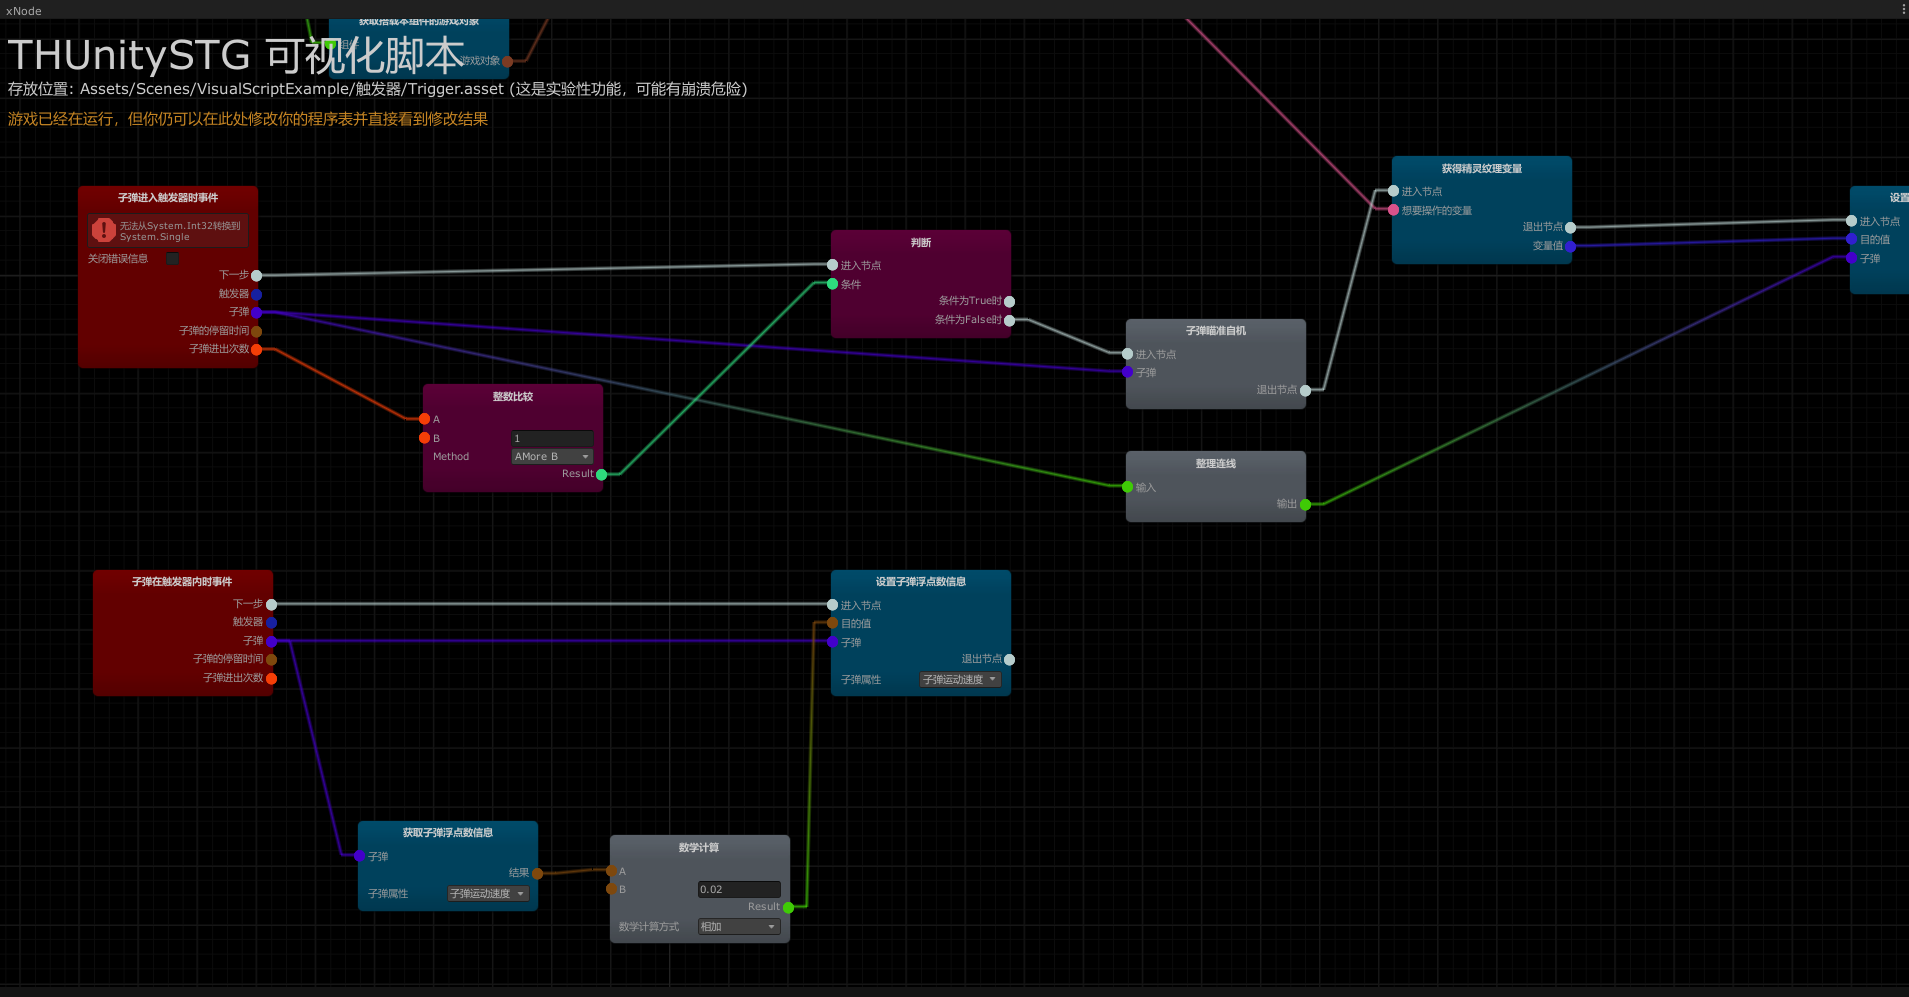 xNode
获取搭载本组件的游戏对象
组件
游戏对象
THUnitySTG 可视化脚本
存放位置: Assets/Scenes/VisualScriptExample/触发器/Trigger.asset (这是实验性功能，可能有崩溃危险)
游戏已经在运行，但你仍可以在此处修改你的程序表并直接看到修改结果
子弹进入触发器时事件
无法从System.Int32转换到
System.Single
关闭错误信息
下一步
触发器
子弹
子弹的停留时间
子弹进出次数
整数比较
A
B 1
Method AMore B
Result
判断
进入节点
条件
条件为True时
条件为False时
子弹瞄准自机
进入节点
子弹
退出节点
整理连线
输入
输出
获得精灵纹理变量
进入节点
想要操作的变量
退出节点
变量值
设置
进入节点
目的值
子弹
子弹在触发器内时事件
下一步
触发器
子弹
子弹的停留时间
子弹进出次数
设置子弹浮点数信息
进入节点
目的值
子弹
退出节点
子弹属性 子弹运动速度
获取子弹浮点数信息
子弹
结果
子弹属性 子弹运动速度
数学计算
A
B 0.02
Result
数学计算方式 相加